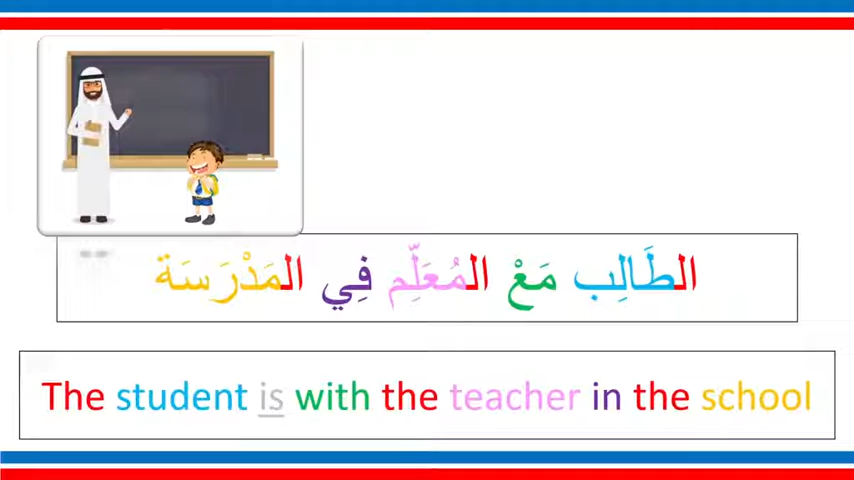 الطَالِب مَعْ المُعَلِّم فِي المَدْرَسَة
The student is with the teacher in the school